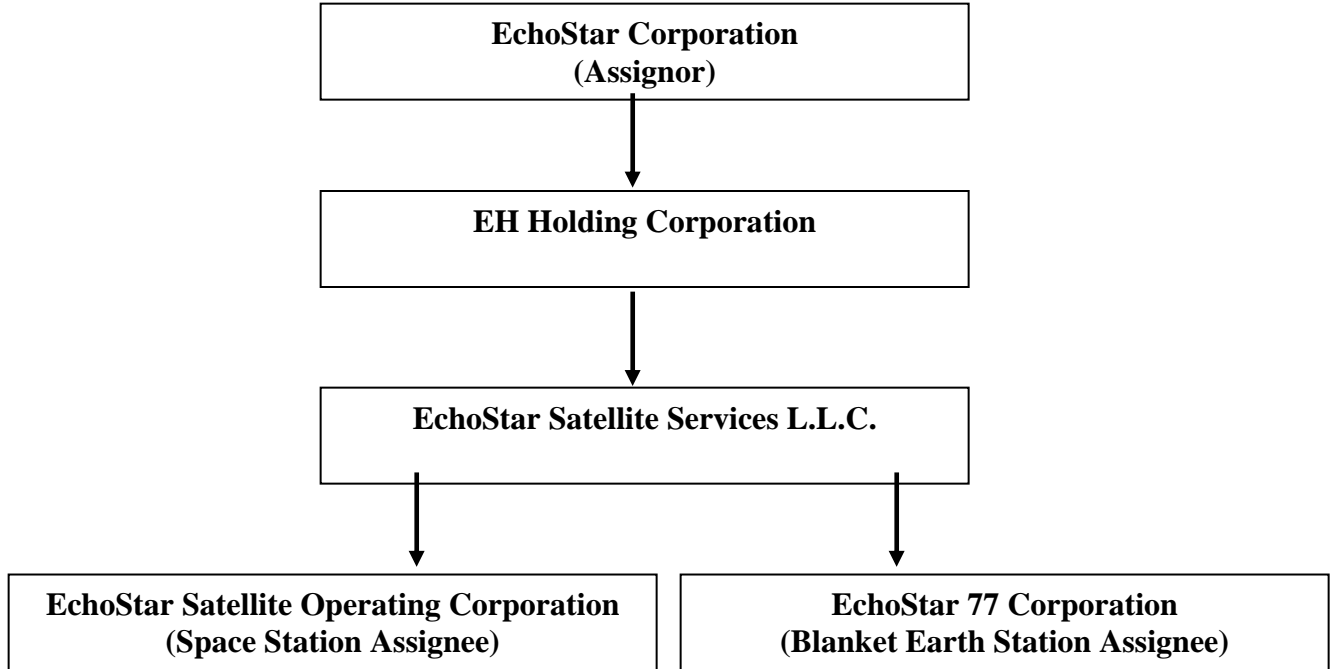 EchoStar Corporation
(Assignor)
EH Holding Corporation
EchoStar Satellite Services L.L.C.
EchoStar Satellite Operating Corporation
(Space Station Assignee)
EchoStar 77 Corporation
(Blanket Earth Station Assignee)